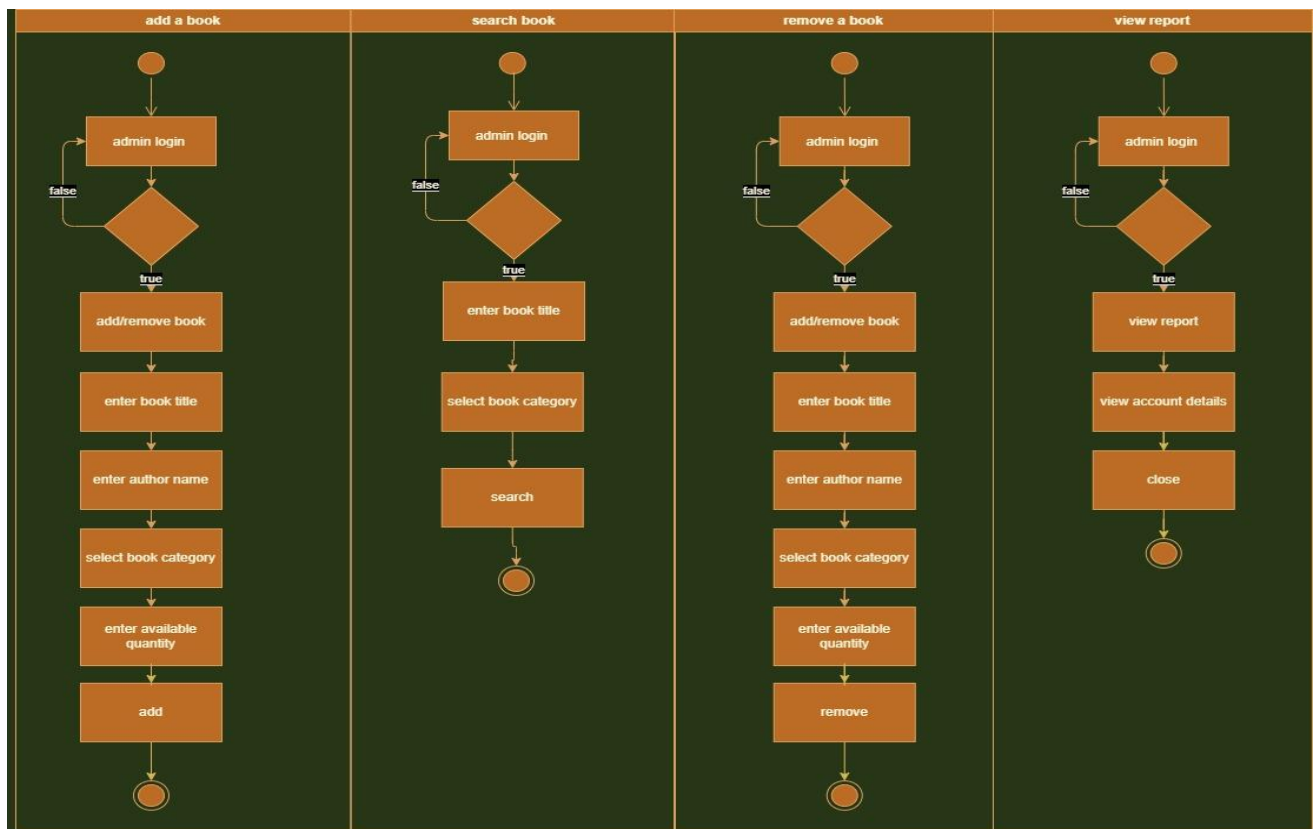 add a book
search book
remove a book
view report
admin login
false
true
add/remove book
enter book title
enter author name
select book category
enter available
quantity
add
admin login
false
true
enter book title
select book category
search
admin login
false
true
add/remove book
enter book title
enter author name
select book category
enter available
quantity
remove
admin login
false
true
view report
view account details
close